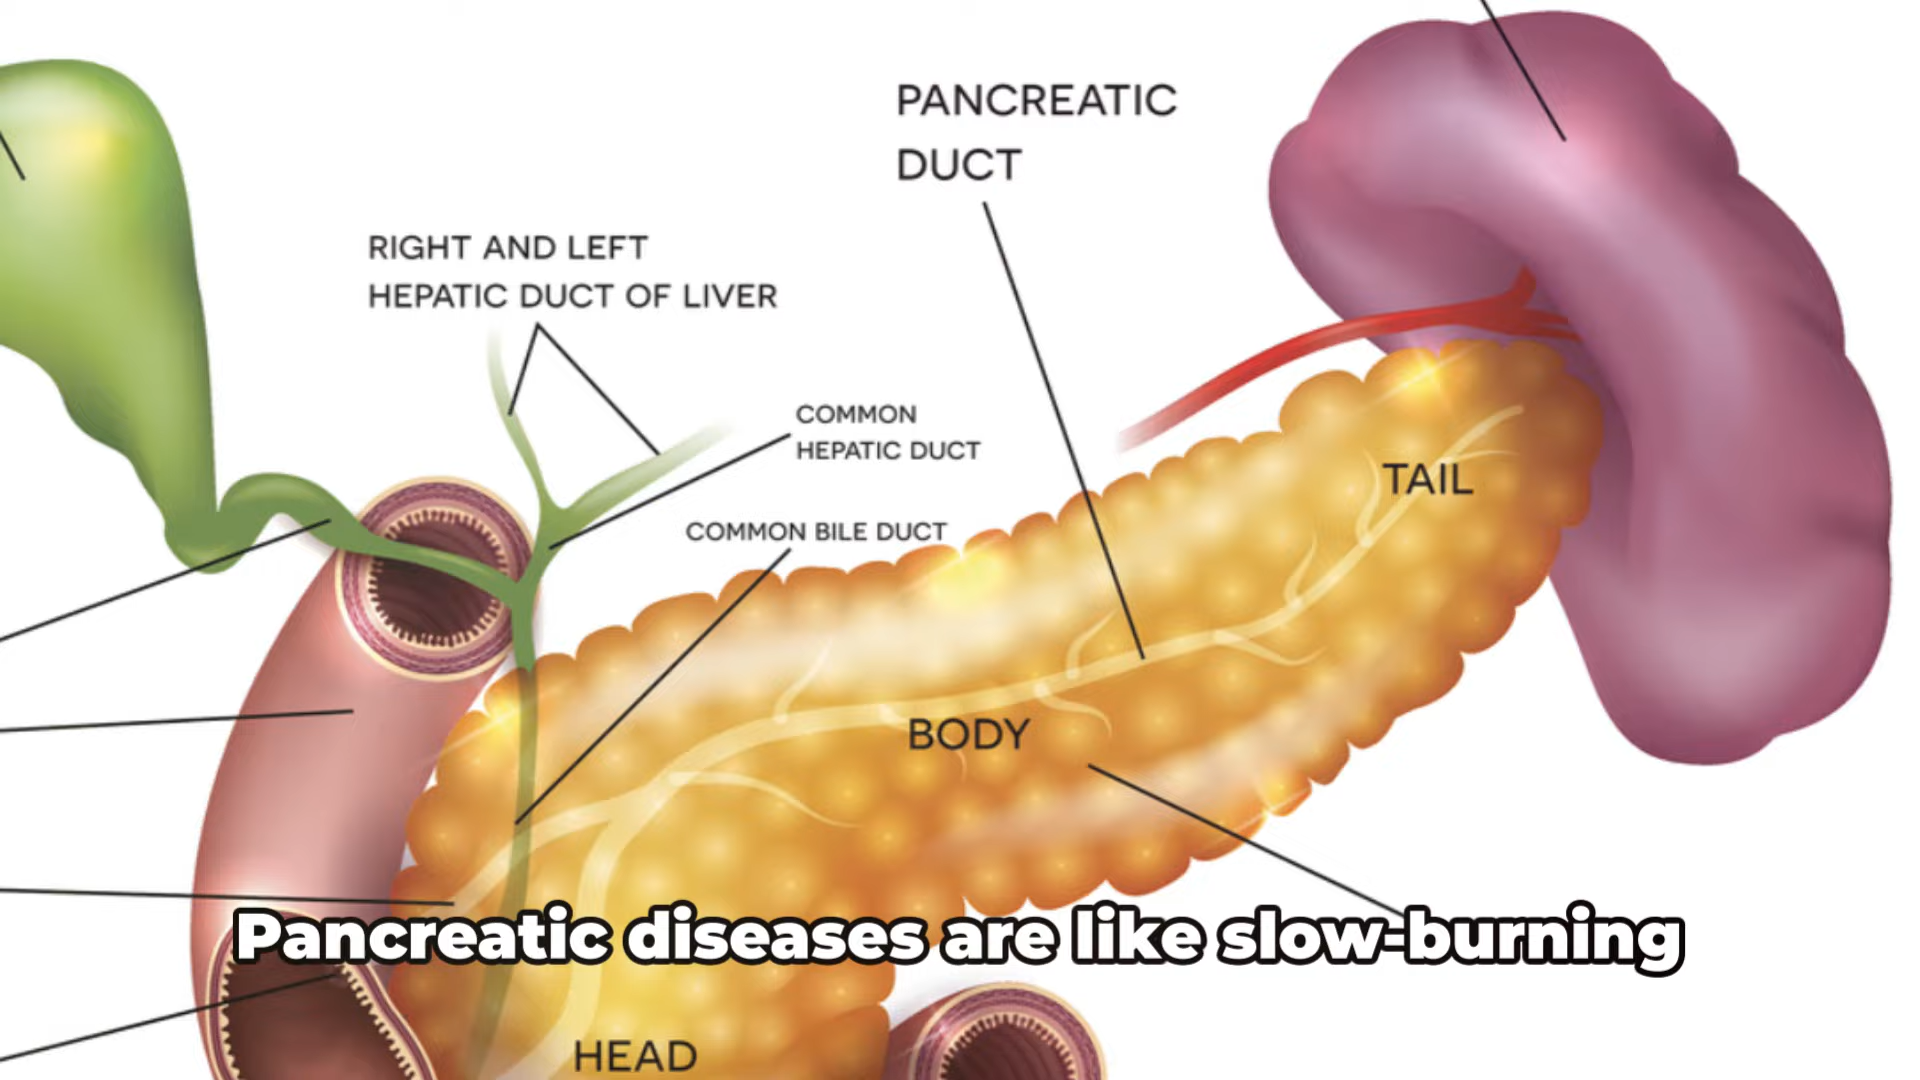 PANCREATIC
DUCT
RIGHT AND LEFT
HEPATIC DUCT OF LIVER
COMMON
HEPATIC DUCT
TAIL
COMMON BILE DUCT
BODY
Pancreatic diseases are like slow-burning
HEAD